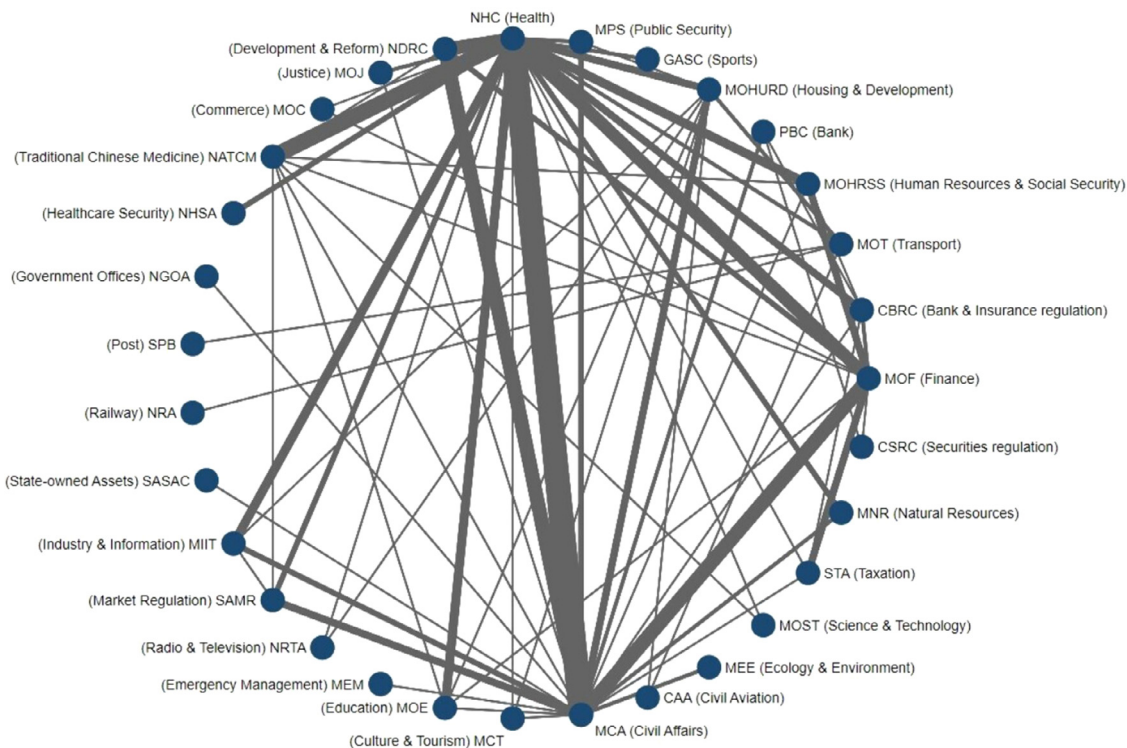 NHC (Health)
MPS (Public Security)
(Development & Reform) NDRC
GASC (Sports)
(Justice) MOJ
MOHURD (Housing & Development)
(Commerce) MOC
PBC (Bank)
(Traditional Chinese Medicine) NATCM
MOHRSS (Human Resources & Social Security)
(Healthcare Security) NHSA
MOT (Transport)
(Government Offices) NGOA
CBRC (Bank & Insurance regulation)
(Post) SPB
MOF (Finance)
(Railway) NRA
CSRC (Securities regulation)
(State-owned Assets) SASAC
MNR (Natural Resources)
(Industry & Information) MIIT
STA (Taxation)
(Market Regulation) SAMR
MOST (Science & Technology)
(Radio & Television) NRTA
MEE (Ecology & Environment)
(Emergency Management) MEM
CAA (Civil Aviation)
(Education) MOE
MCA (Civil Affairs)
(Culture & Tourism) MCT